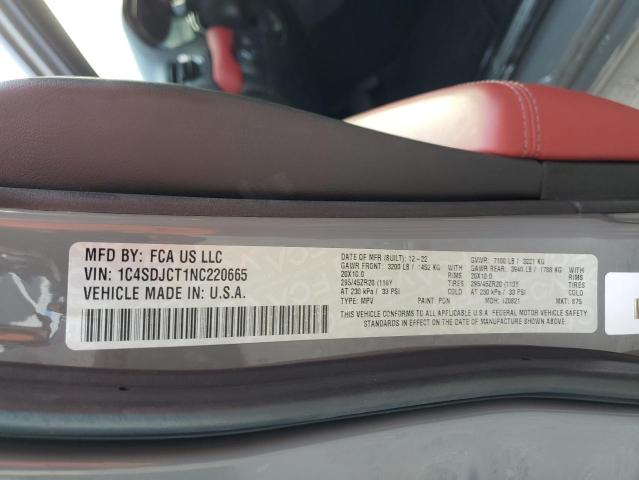 MFD BY: FCA US LLC
VIN: 1C4SDJCT1NC220665
VEHICLE MADE IN: U.S.A.
DATE OF MFR (BUILT): 12-22
GAWR FRONT: 3200 LB / 1452 KG WITH
20X10.0 RIMS
295/45ZR20 (110Y TIRES
AT 230 kPa / 33 PSI COLD
TYPE: MPV PAINT: PDN
GVWR: 7100 LB / 3221 KG
GAWR REAR: 3940 LB / 1788 KG WITH
20X10.0 RIMS
295/45ZR20 (110Y TIRES
AT 230 kPa / 33 PSI COLD
MDH: 120821 MKT:
THIS VEHICLE CONFORMS TO ALL APPLICABLE U.S.A. FEDERAL MOTOR VEHICLE SAFETY
STANDARDS IN EFFECT ON THE DATE OF MANUFACTURE SHOWN ABOVE.